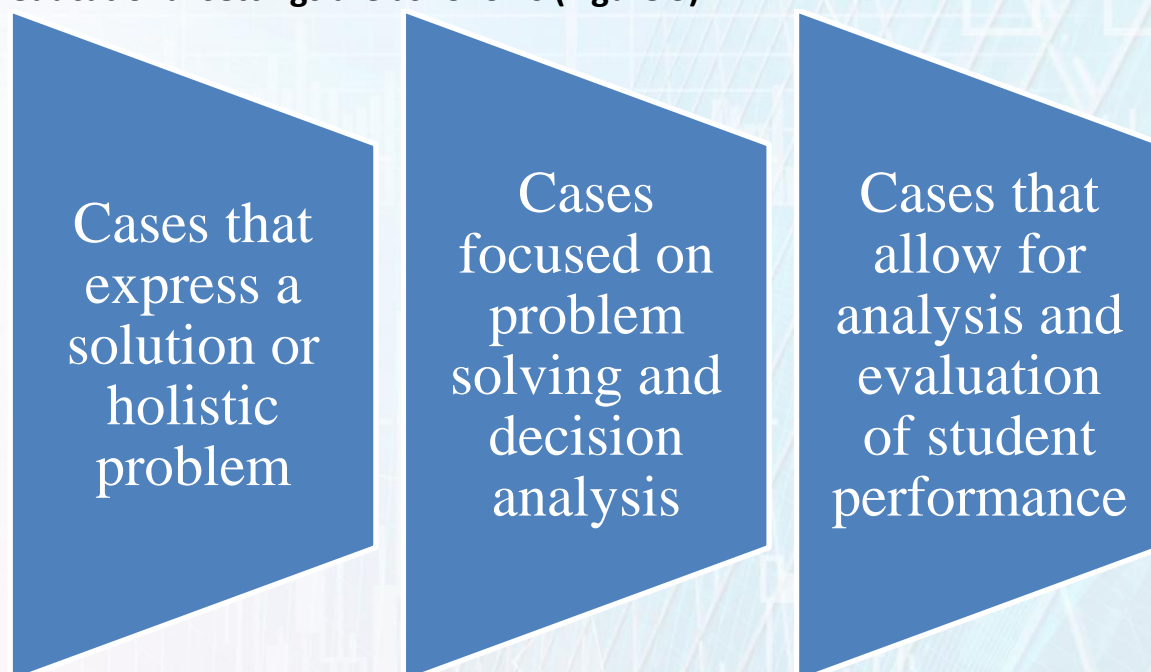 Cases that
express a
solution or
holistic
problem
Cases
focused on
problem
solving and
decision
analysis
Cases that
allow for
analysis and
evaluation
of student
performance